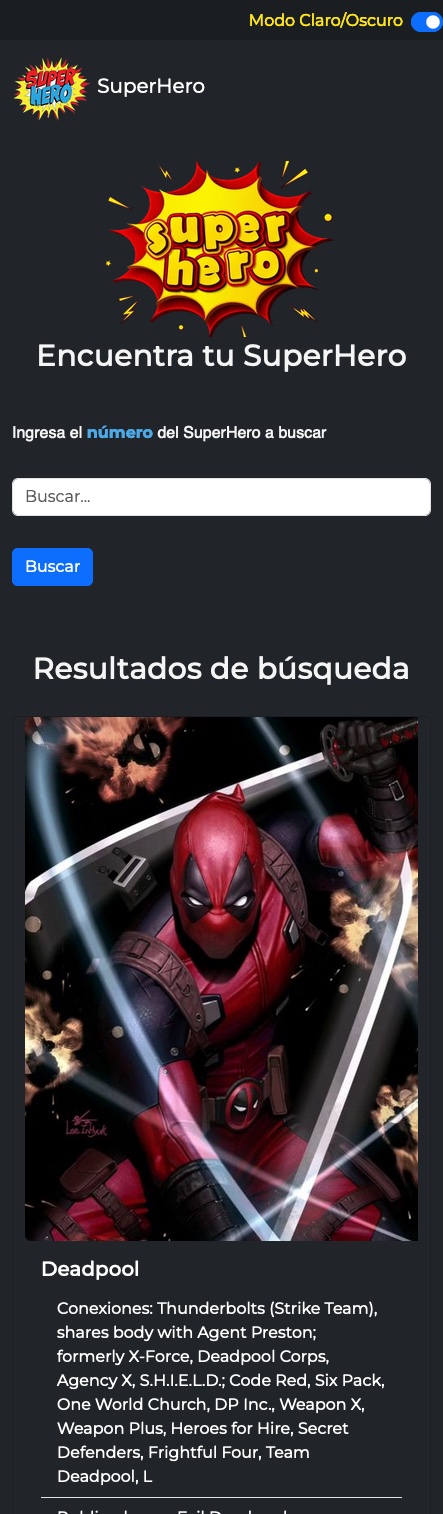 Modo Claro/Oscuro
SUPER
HERO
SuperHero
super
hero
Encuentra tu SuperHero
Ingresa el número del SuperHero a buscar
Buscar...
Buscar
Resultados de búsqueda
Deadpool
Conexiones: Thunderbolts (Strike Team),
shares body with Agent Preston;
formerly X-Force, Deadpool Corps,
Agency X, S.H.I.E.L.D.; Code Red, Six Pack,
One World Church, DP Inc., Weapon X,
Weapon Plus, Heroes for Hire, Secret
Defenders, Frightful Four, Team
Deadpool, L